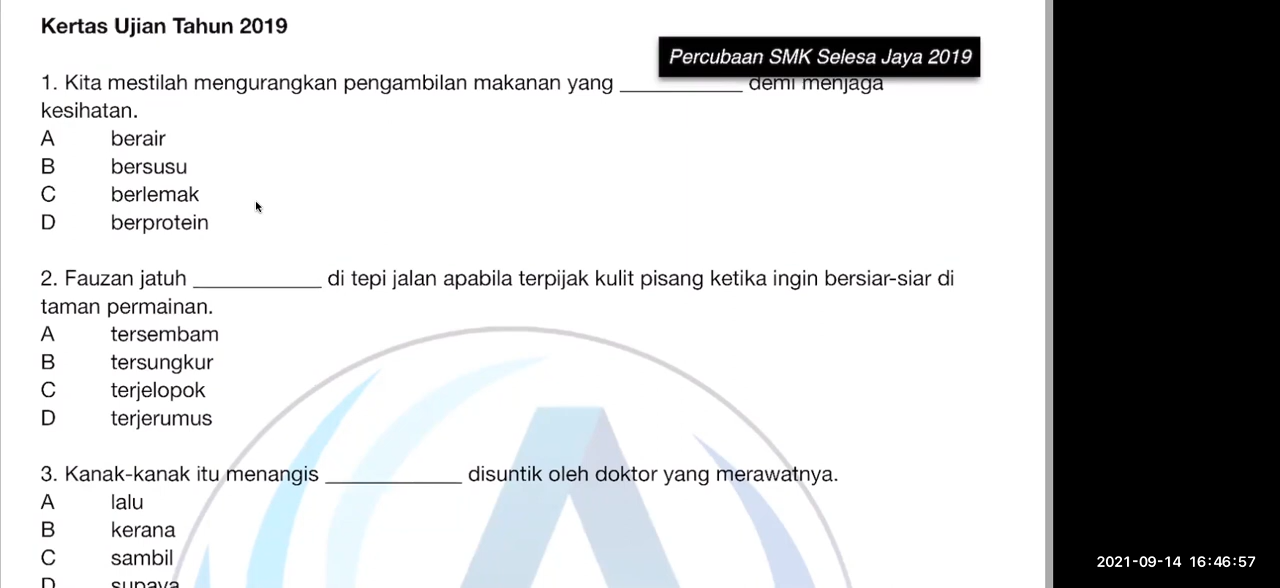 Kertas Ujian Tahun 2019
Percubaan SMK Selesa Jaya 2019
1. Kita mestilah mengurangkan pengambilan makanan yang ___________ demi menjaga
kesihatan.
A berair
B bersusu
C berlemak
D berprotein
2. Fauzan jatuh ____________ di tepi jalan apabila terpijak kulit pisang ketika ingin bersiar-siar di
taman permainan.
A tersembam
B tersungkur
C terjelopok
D terjerumus
3. Kanak-kanak itu menangis ____________ disuntik oleh doktor yang merawatnya.
A lalu
B kerana
C sambil
D supaya
2021-09-14 16:46:57